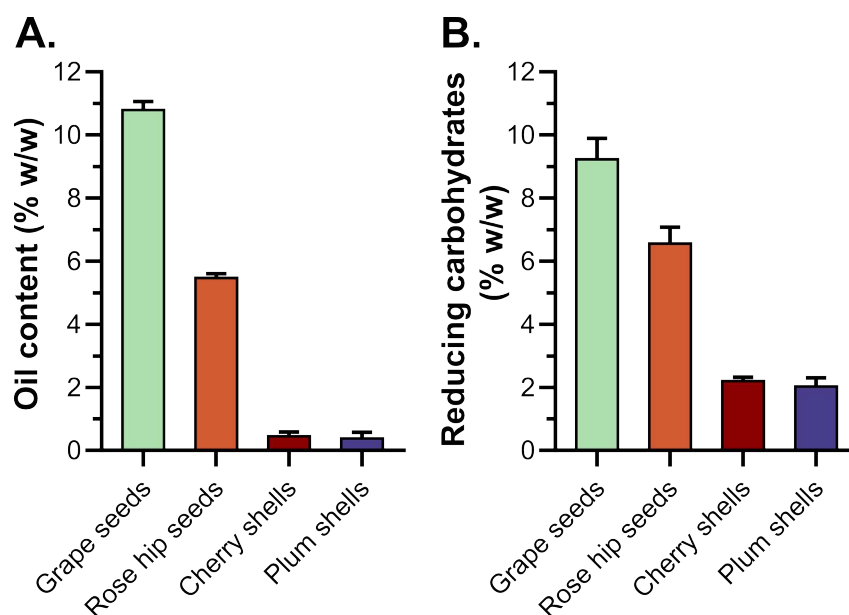 A.
Oil content (% w/w)
12
10
8
6
4
2
0
Grape seeds
Rose hip seeds
Cherry shells
Plum shells
B.
Reducing carbohydrates
(% w/w)
12
10
8
6
4
2
0
Grape seeds
Rose hip seeds
Cherry shells
Plum shells